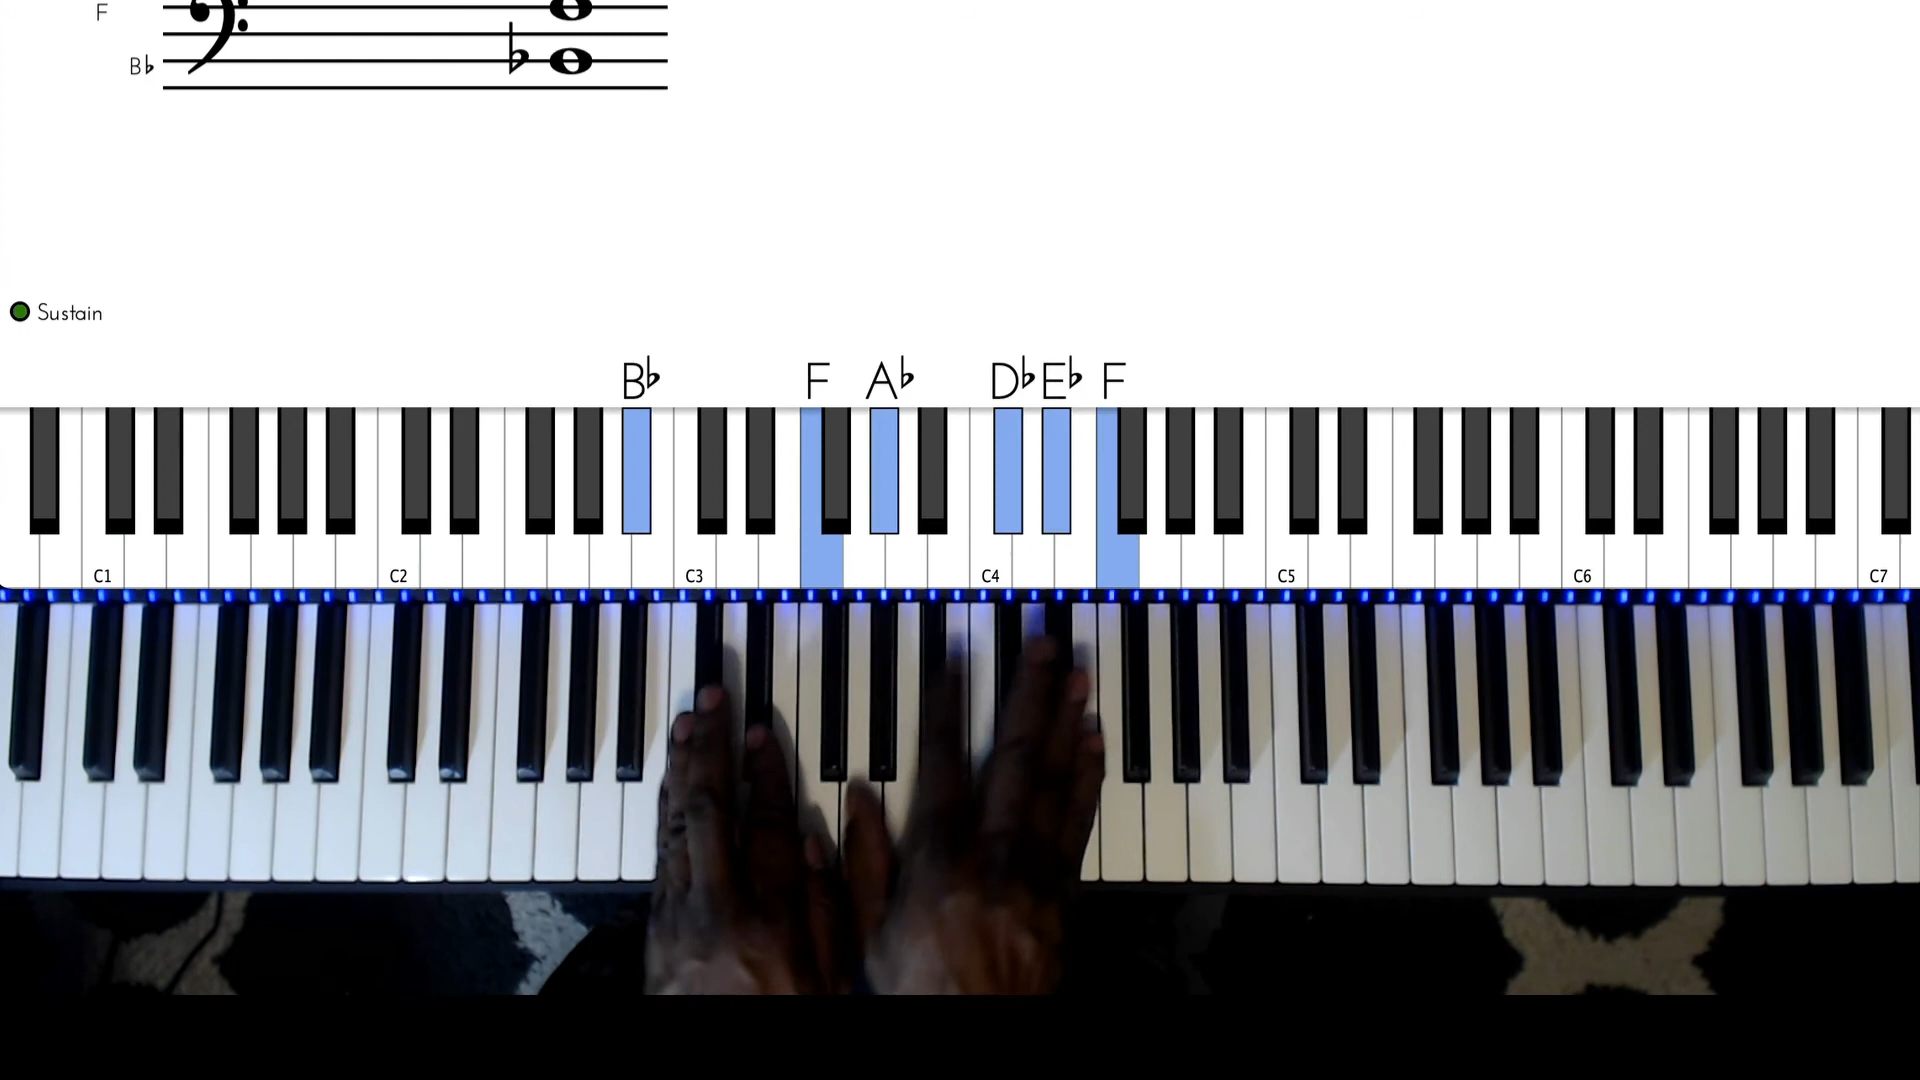 F
B♭
Sustain
B♭ F A♭ D♭ E♭ F
C1 C2 C3 C4 C5 C6 C7